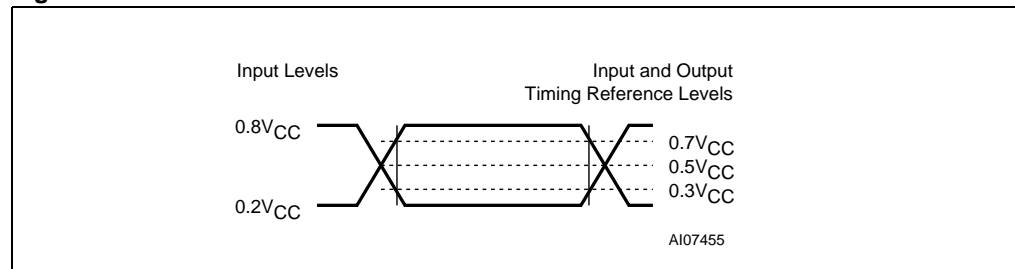 Input Levels
Input and Output
Timing Reference Levels
0.8VCC
0.7VCC
0.5VCC
0.3VCC
0.2VCC
AI07455